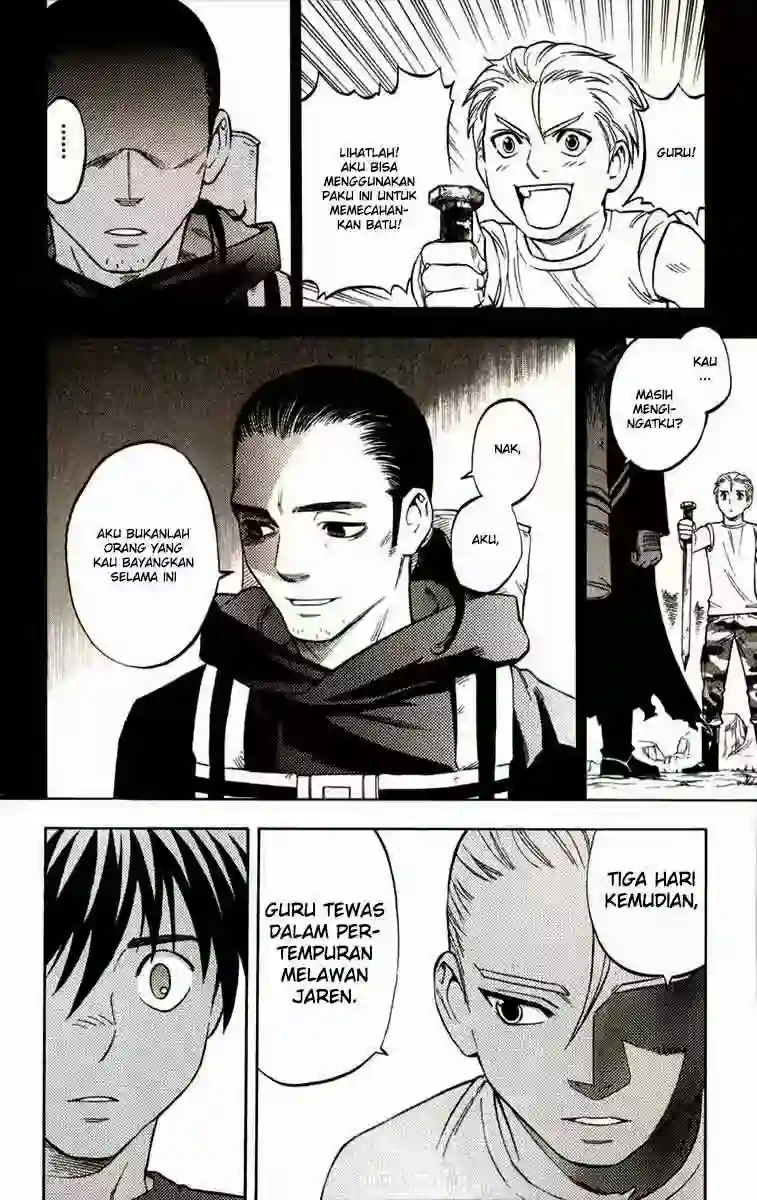 GURU!
LIHATLAH!
AKU BISA
MENGGUNAKAN
PAKU INI UNTUK
MEMECAHAN-
KAN BATU!
.......
KAU
...
MASIH
MENGI-
NGATKU?
NAK,
AKU,
AKU BUKANLAH
ORANG YANG
KAU BAYANGKAN
SELAMA INI
TIGA HARI
KEMUDIAN,
GURU TEWAS
DALAM PER-
TEMPURAN
MELAWAN
JAREN.